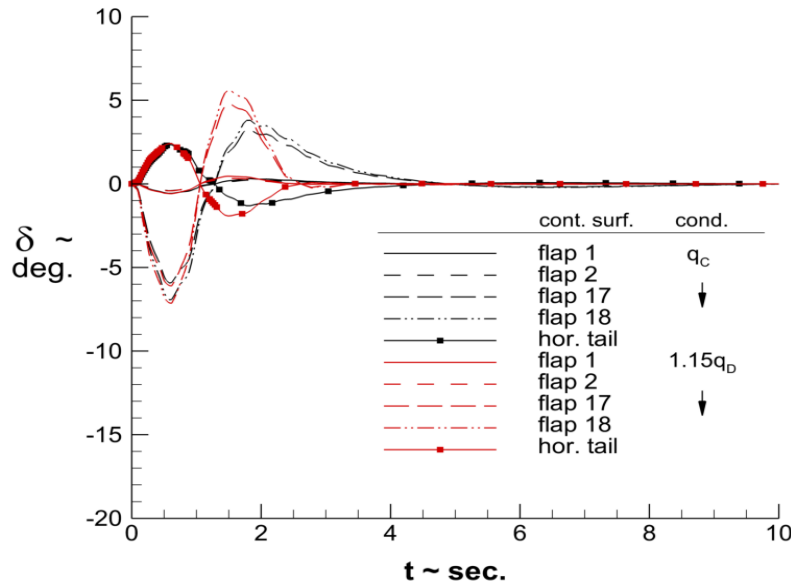 10
5
0
-5
-10
-15
-20
δ ~
deg.
cont. surf. cond.
flap 1 q_C
flap 2
flap 17
flap 18
hor. tail
flap 1 1.15q_D
flap 2
flap 17
flap 18
hor. tail
0 2 4 6 8 10
t ~ sec.